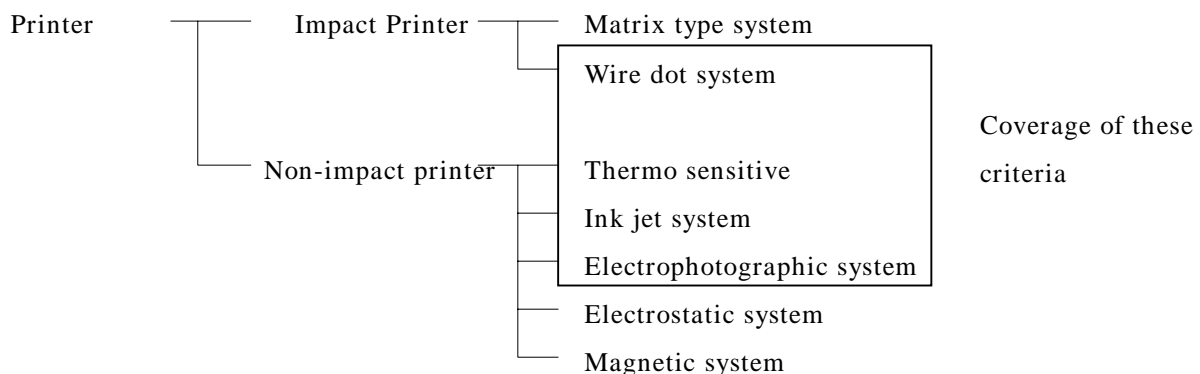 Printer Impact Printer Matrix type system
Wire dot system
Coverage of these
criteria
Non-impact printer Thermo sensitive
Ink jet system
Electrophotographic system
Electrostatic system
Magnetic system